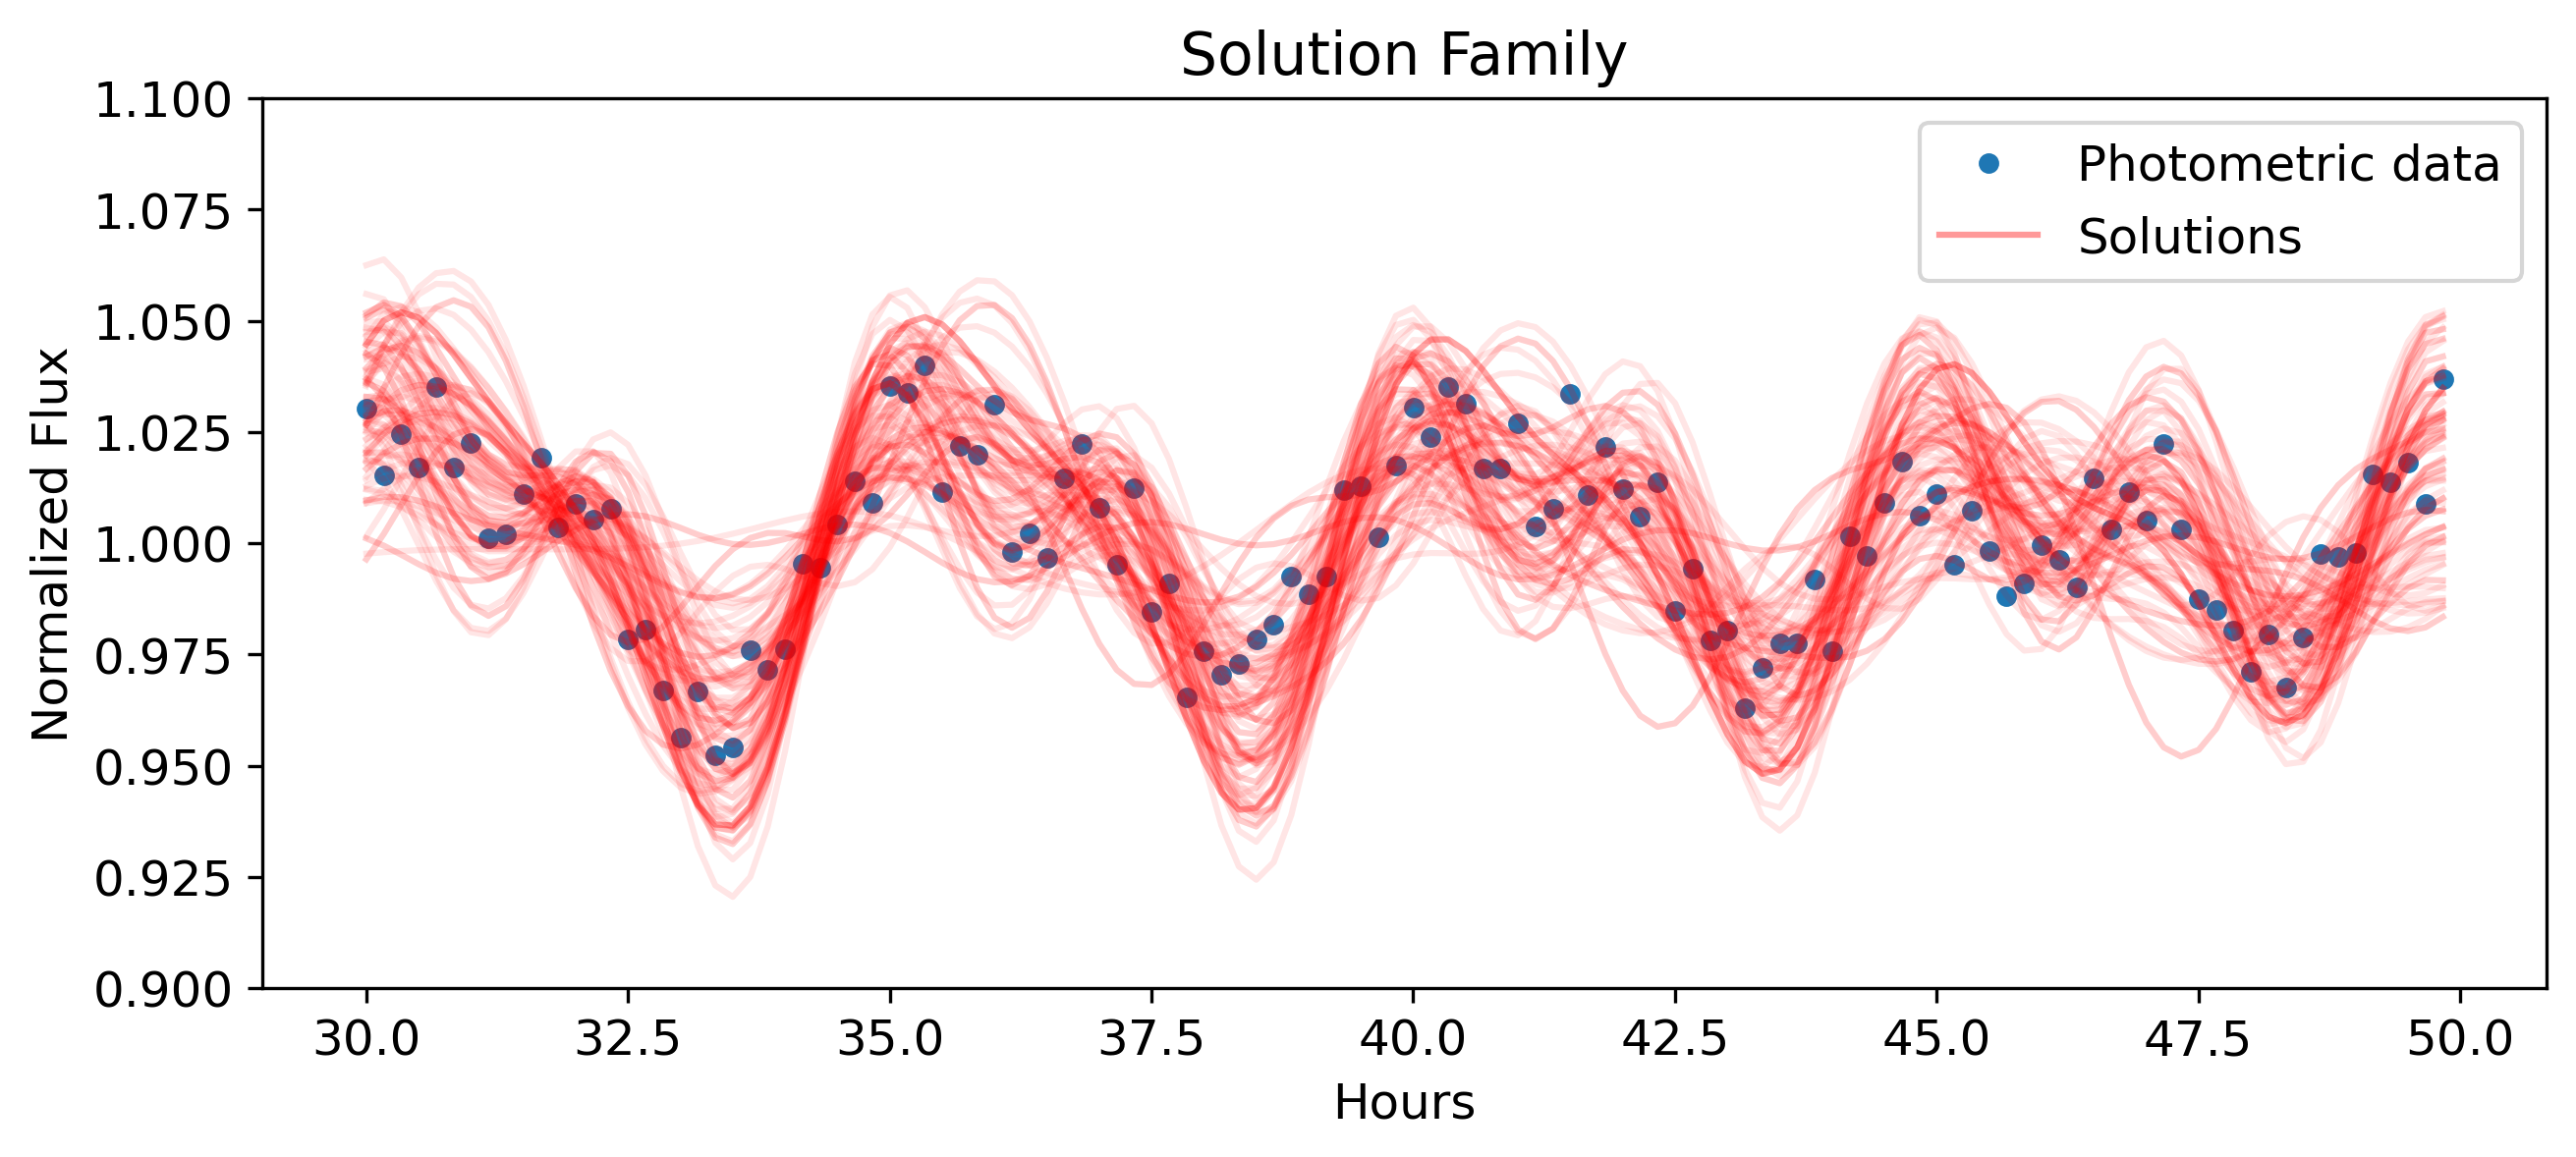 Solution Family
1.100
1.075
1.050
1.025
1.000
0.975
0.950
0.925
0.900
Normalized Flux
Photometric data
Solutions
30.0 32.5 35.0 37.5 40.0 42.5 45.0 47.5 50.0
Hours